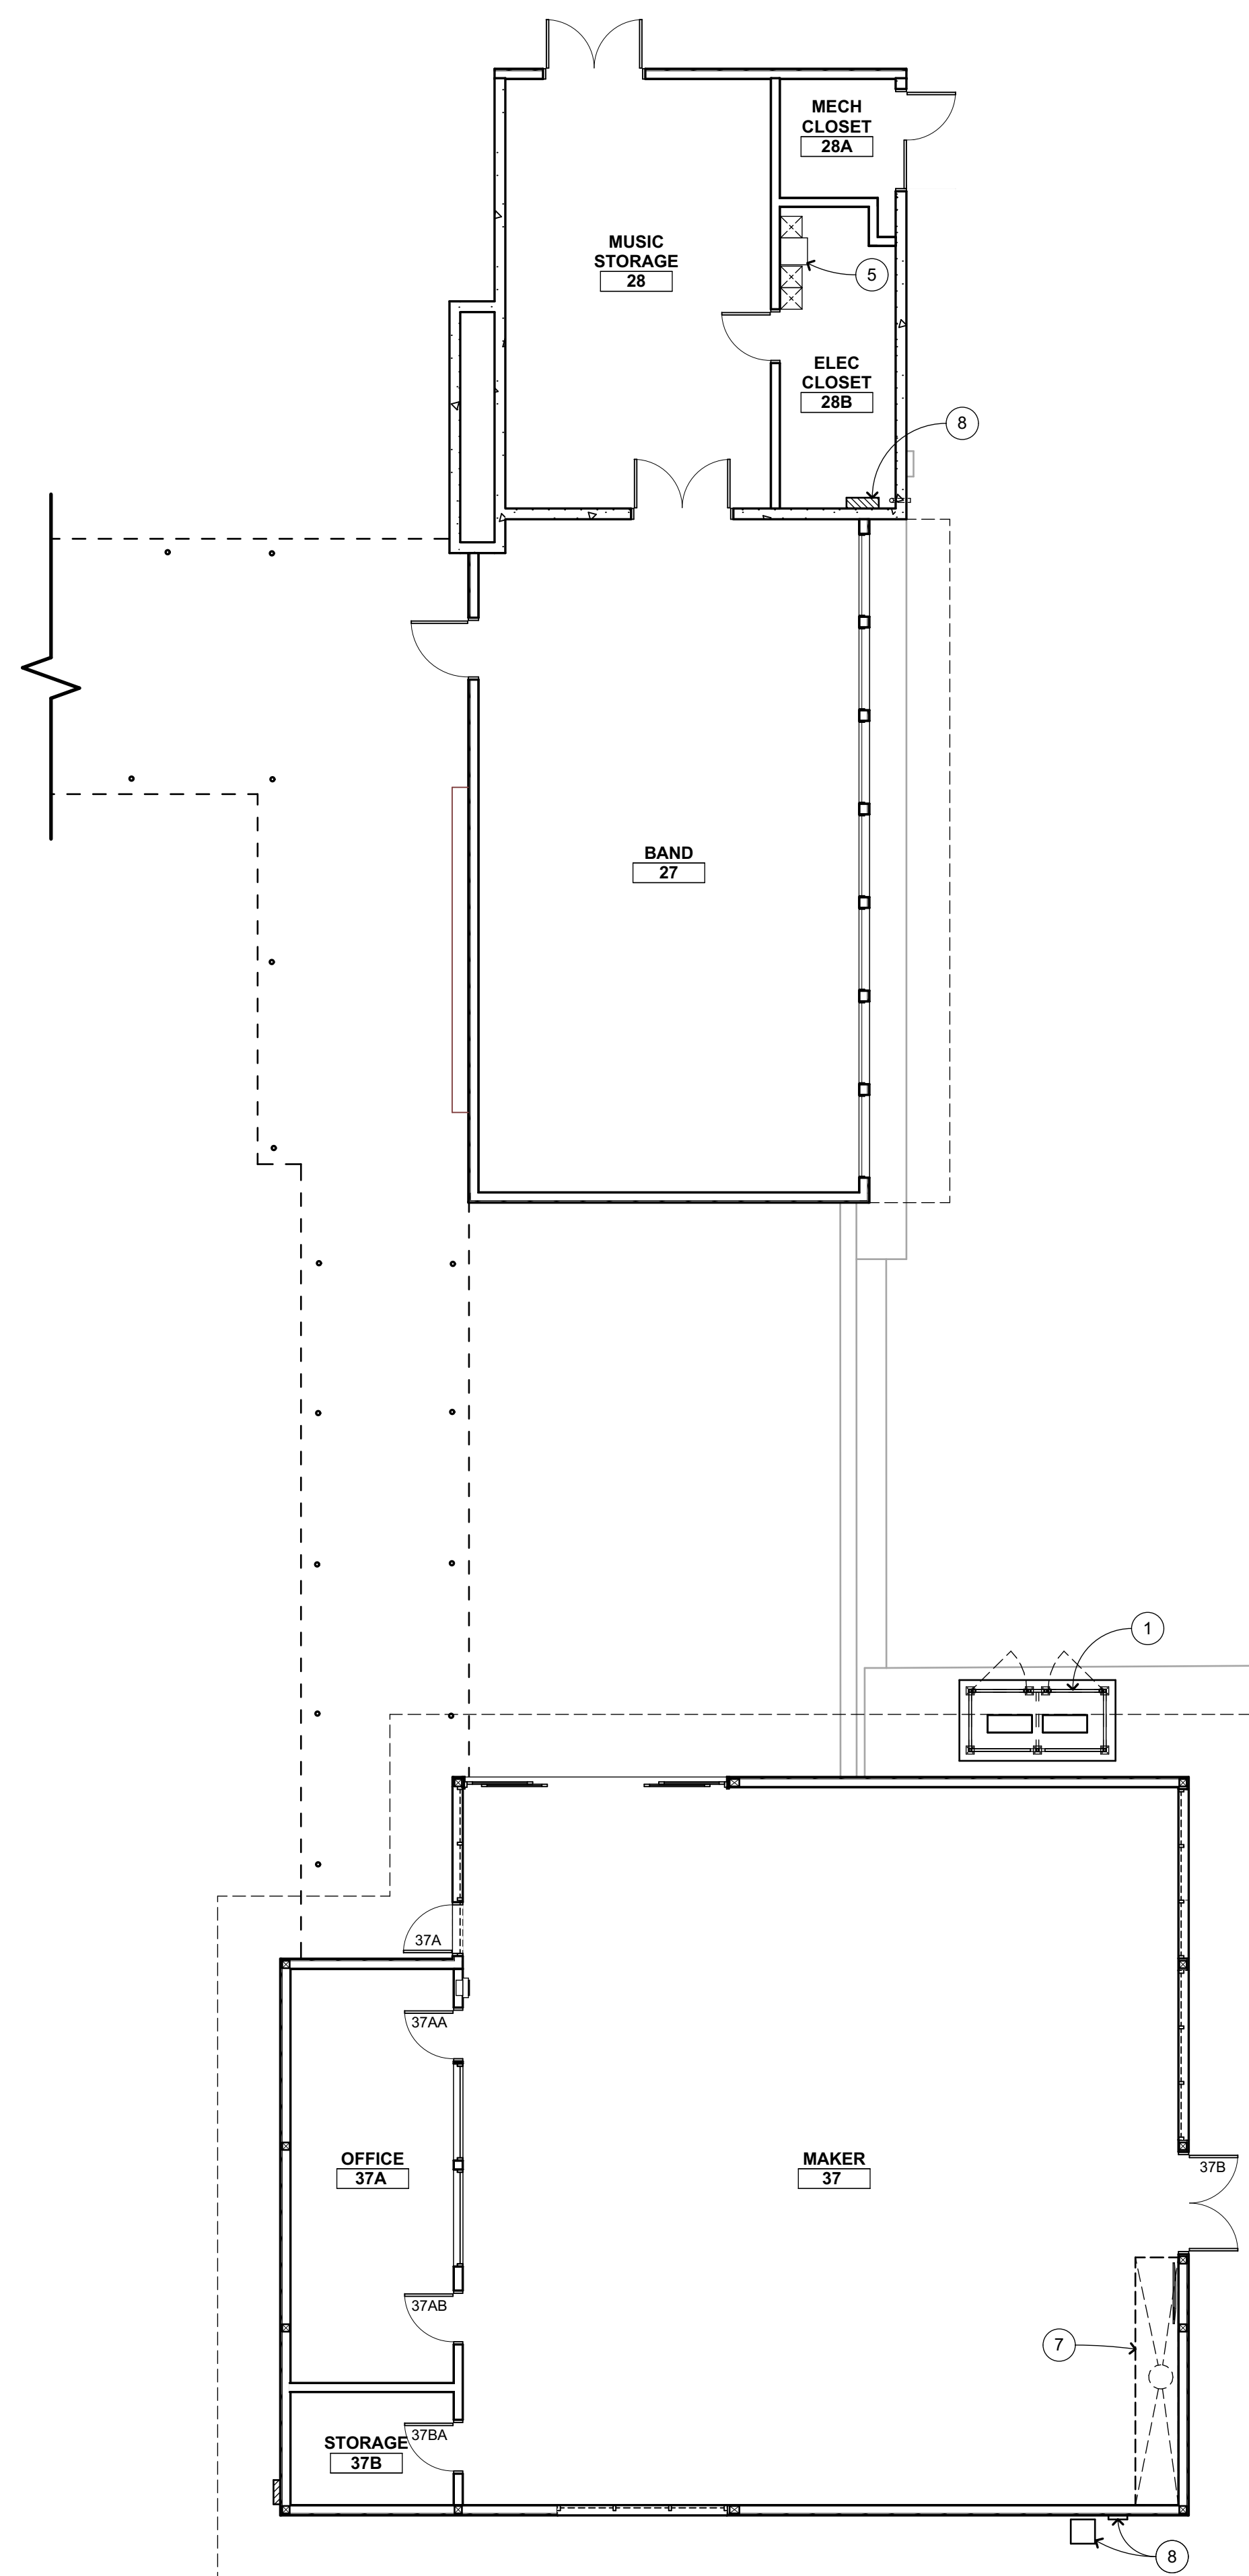 MECH
CLOSET
28A
MUSIC
STORAGE
28
5
ELEC
CLOSET
28B
8
BAND
27
1
37A
37AA
OFFICE
37A
MAKER
37
37B
37AB
7
37BA
STORAGE
37B
8